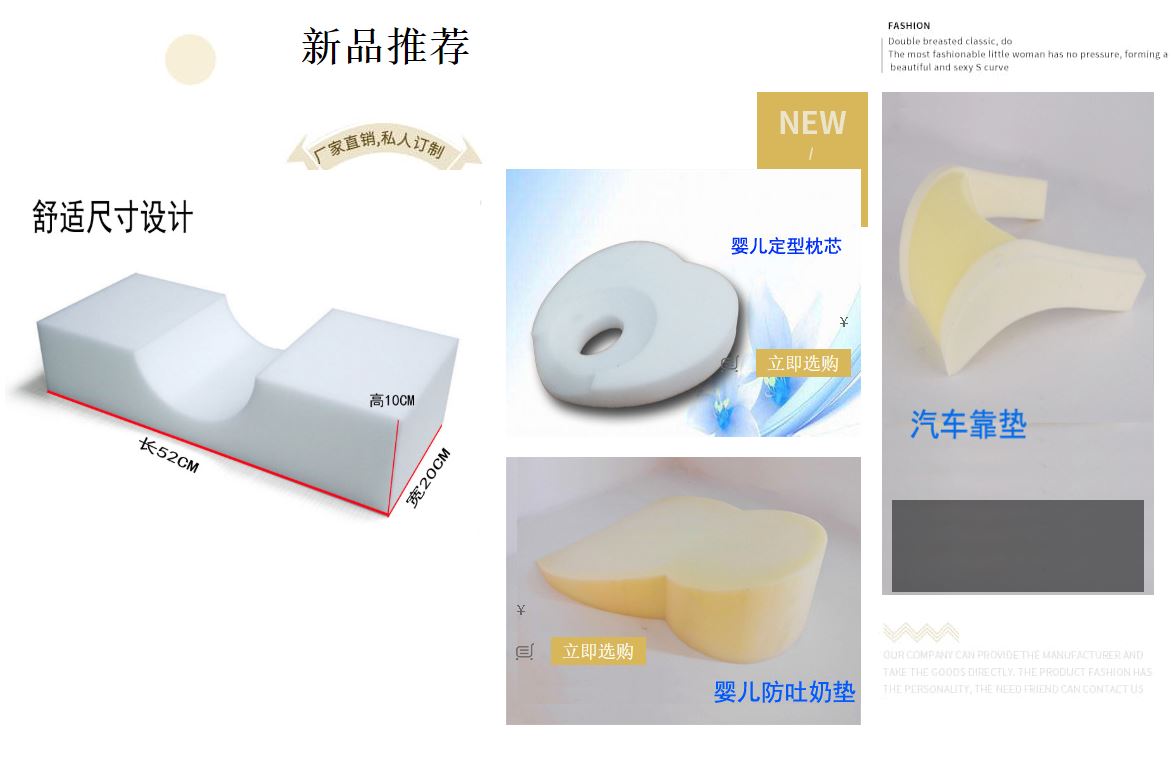 新品推荐
厂家直销,私人订制
舒适尺寸设计
高10CM
长52CM
宽20CM
NEW
/
婴儿定型枕芯
¥
立即选购
¥
立即选购
婴儿防吐奶垫
FASHION
Double breasted classic, do
The most fashionable little woman has no pressure, forming a
beautiful and sexy S curve
汽车靠垫
OUR COMPANY CAN PROVIDE THE MANUFACTURER AND
TAKE THE GOODS DIRECTLY. THE PRODUCT FASHION HAS
THE PERSONALITY, THE NEED FRIEND CAN CONTACT US